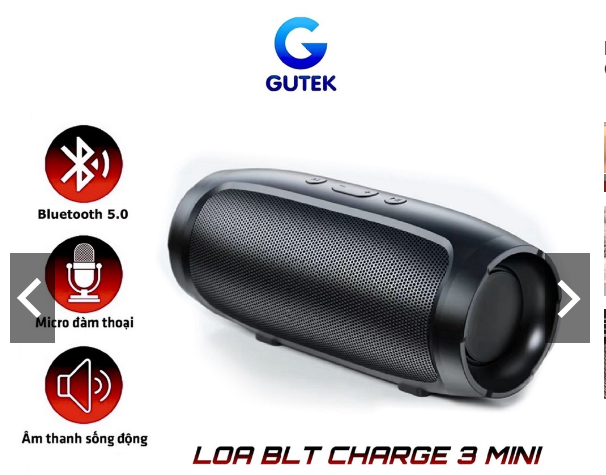 GUTEK
Bluetooth 5.0
Micro đàm thoại
Âm thanh sống động
LOA BLT CHARGE 3 MINI